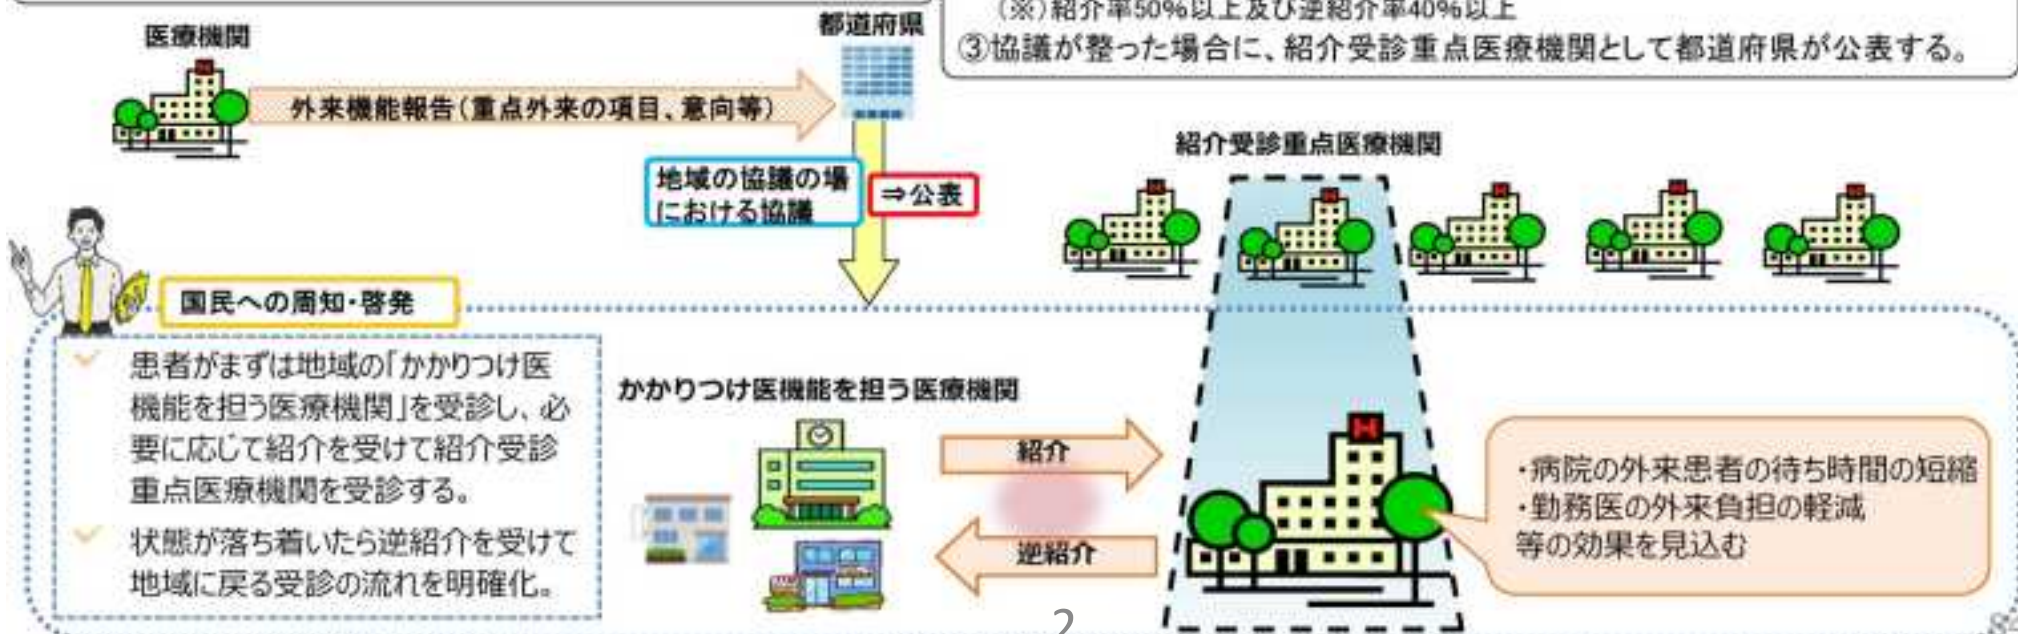 (※)紹介率50%以上及び逆紹介率40%以上
③協議が整った場合に、紹介受診重点医療機関として都道府県が公表する。
医療機関
都道府県
外来機能報告(重点外来の項目、意向等)
地域の協議の場
における協議
⇒公表
紹介受診重点医療機関
国民への周知・啓発
患者がまずは地域の「かかりつけ医
機能を担う医療機関」を受診し、必
要に応じて紹介を受けて紹介受診
重点医療機関を受診する。
状態が落ち着いたら逆紹介を受けて
地域に戻る受診の流れを明確化。
かかりつけ医機能を担う医療機関
紹介
逆紹介
・病院の外来患者の待ち時間の短縮
・勤務医の外来負担の軽減
等の効果を見込む
2